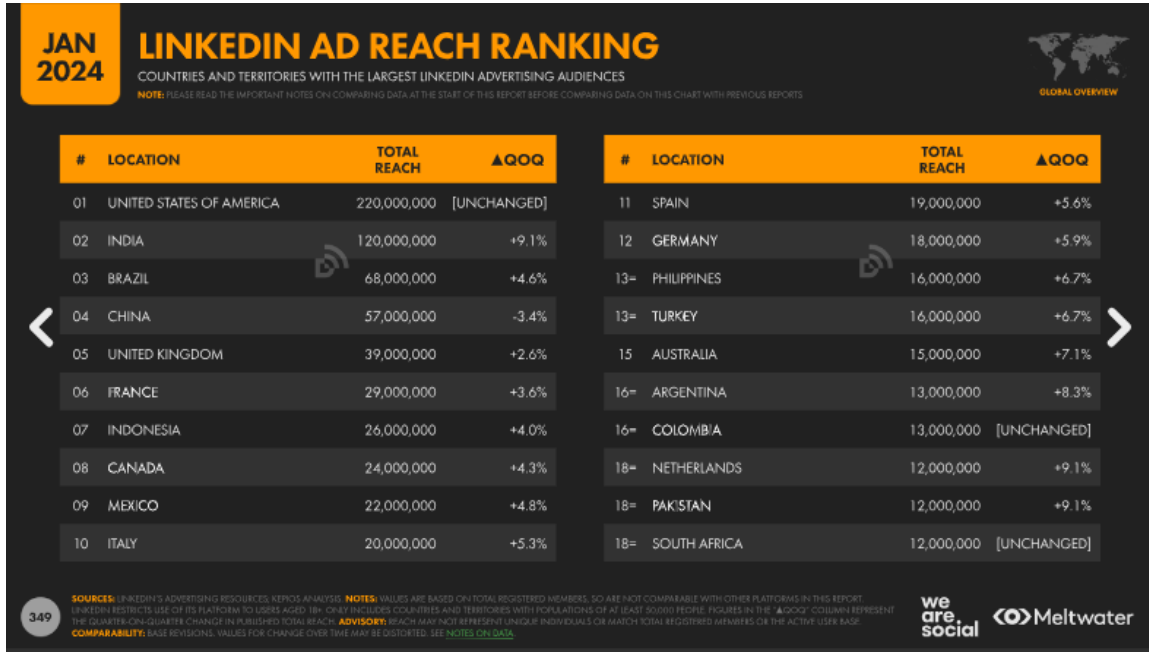 JAN
2024
LINKEDIN AD REACH RANKING
COUNTRIES AND TERRITORIES WITH THE LARGEST LINKEDIN ADVERTISING AUDIENCES
NOTE: PLEASE READ THE IMPORTANT NOTES ON COMPARING DATA AT THE START OF THIS REPORT BEFORE COMPARING DATA ON THIS CHART WITH PREVIOUS REPORTS
GLOBAL OVERVIEW
# LOCATION TOTAL REACH ▲QOQ
01 UNITED STATES OF AMERICA 220,000,000 [UNCHANGED]
02 INDIA 120,000,000 +9.1%
03 BRAZIL 68,000,000 +4.6%
04 CHINA 57,000,000 -3.4%
05 UNITED KINGDOM 39,000,000 +2.6%
06 FRANCE 29,000,000 +3.6%
07 INDONESIA 26,000,000 +4.0%
08 CANADA 24,000,000 +4.3%
09 MEXICO 22,000,000 +4.8%
10 ITALY 20,000,000 +5.3%
# LOCATION TOTAL REACH ▲QOQ
11 SPAIN 19,000,000 +5.6%
12 GERMANY 18,000,000 +5.9%
13= PHILIPPINES 16,000,000 +6.7%
13= TURKEY 16,000,000 +6.7%
15 AUSTRALIA 15,000,000 +7.1%
16= ARGENTINA 13,000,000 +8.3%
16= COLOMBIA 13,000,000 [UNCHANGED]
18= NETHERLANDS 12,000,000 +9.1%
18= PAKISTAN 12,000,000 +9.1%
18= SOUTH AFRICA 12,000,000 [UNCHANGED]
349
SOURCES: LINKEDIN'S ADVERTISING RESOURCES; KEPIOS ANALYSIS. NOTES: VALUES ARE BASED ON TOTAL REGISTERED MEMBERS, SO ARE NOT COMPARABLE WITH OTHER PLATFORMS IN THIS REPORT.
LINKEDIN RESTRICTS USE OF ITS PLATFORM TO USERS AGED 18+. ONLY INCLUDES COUNTRIES AND TERRITORIES WITH POPULATIONS OF AT LEAST 50,000 PEOPLE. FIGURES IN THE "▲QOQ" COLUMN REPRESENT
THE QUARTER-ON-QUARTER CHANGE IN PUBLISHED TOTAL REACH. ADVISORY: REACH MAY NOT REPRESENT UNIQUE INDIVIDUALS OR MATCH TOTAL REGISTERED MEMBERS OR THE ACTIVE USER BASE.
COMPARABILITY: BASE REVISIONS. VALUES FOR CHANGE OVER TIME MAY BE DISTORTED. SEE NOTES ON DATA.
we
are.
social
Meltwater